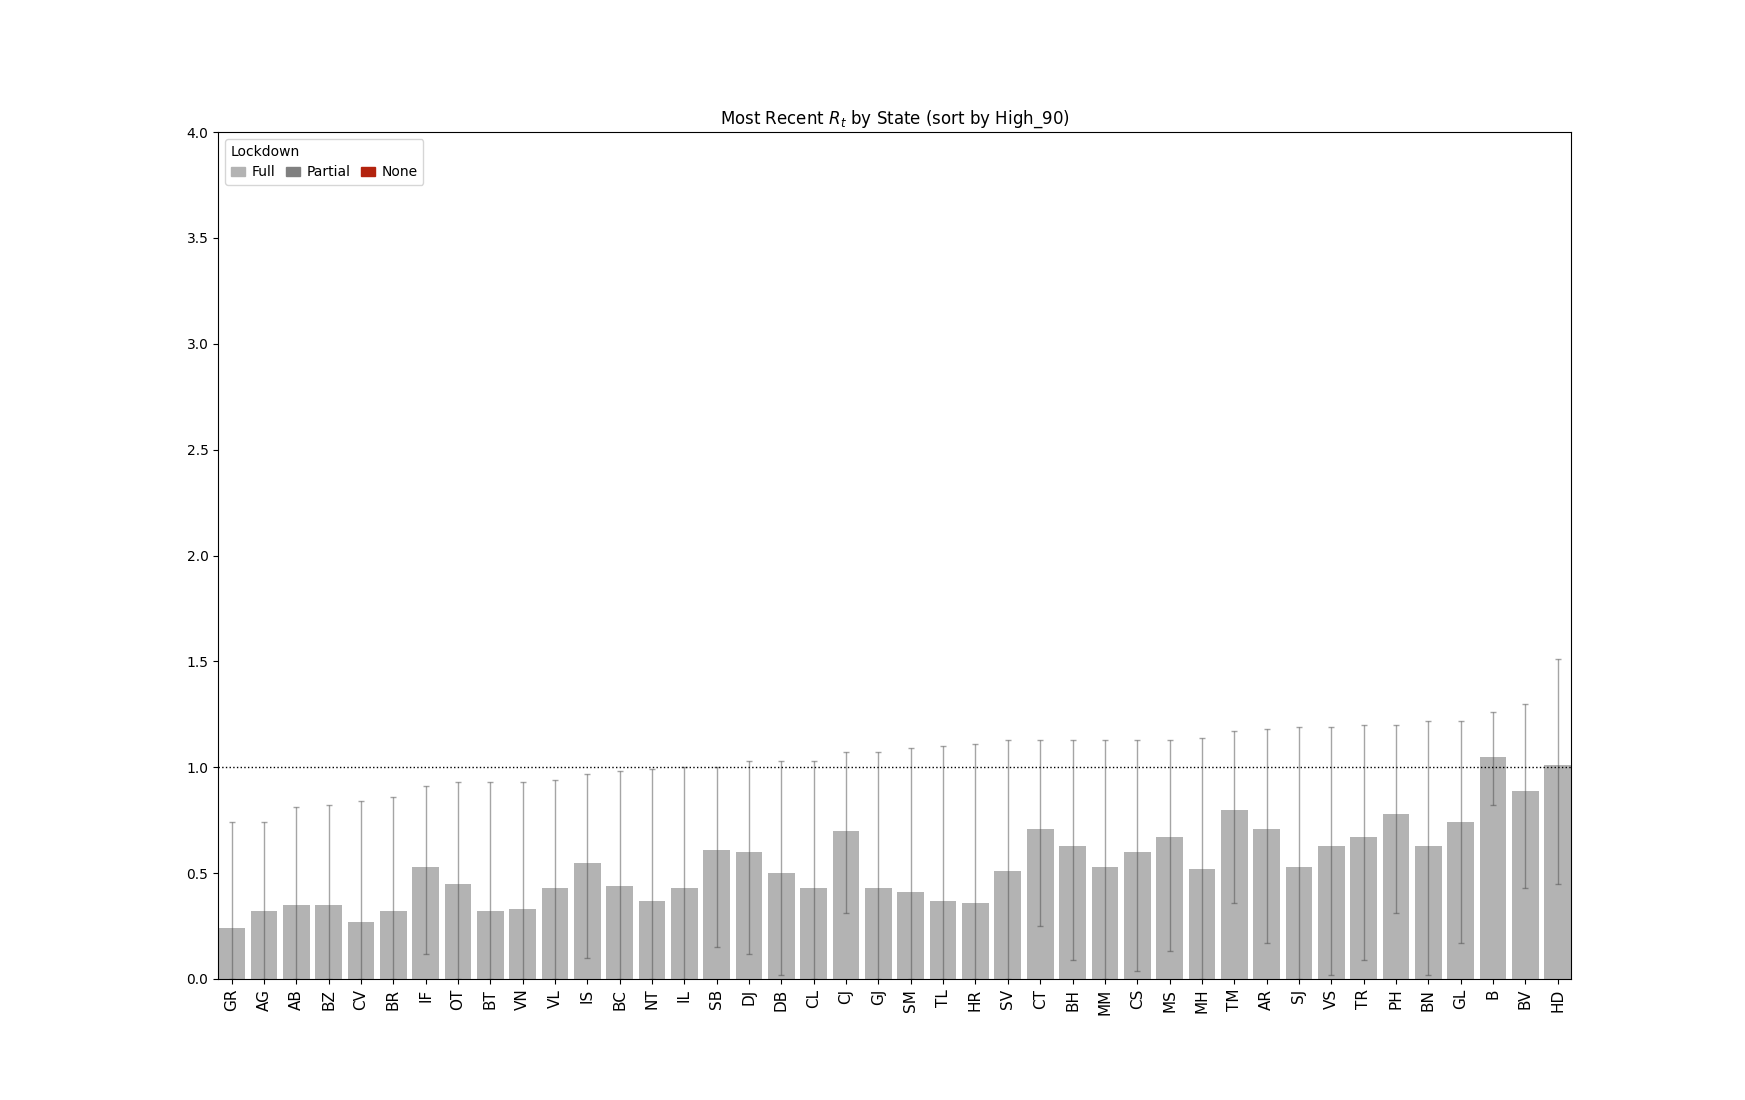 Most Recent R_t by State (sort by High_90)
Lockdown
Full Partial None
4.0
3.5
3.0
2.5
2.0
1.5
1.0
0.5
0.0
GR AG AB BZ CV BR IF OT BT VN VL IS BC NT IL SB DJ DB CL CJ GJ SM TL HR SV CT BH MM CS MS MH TM AR SJ VS TR PH BN GL B BV HD